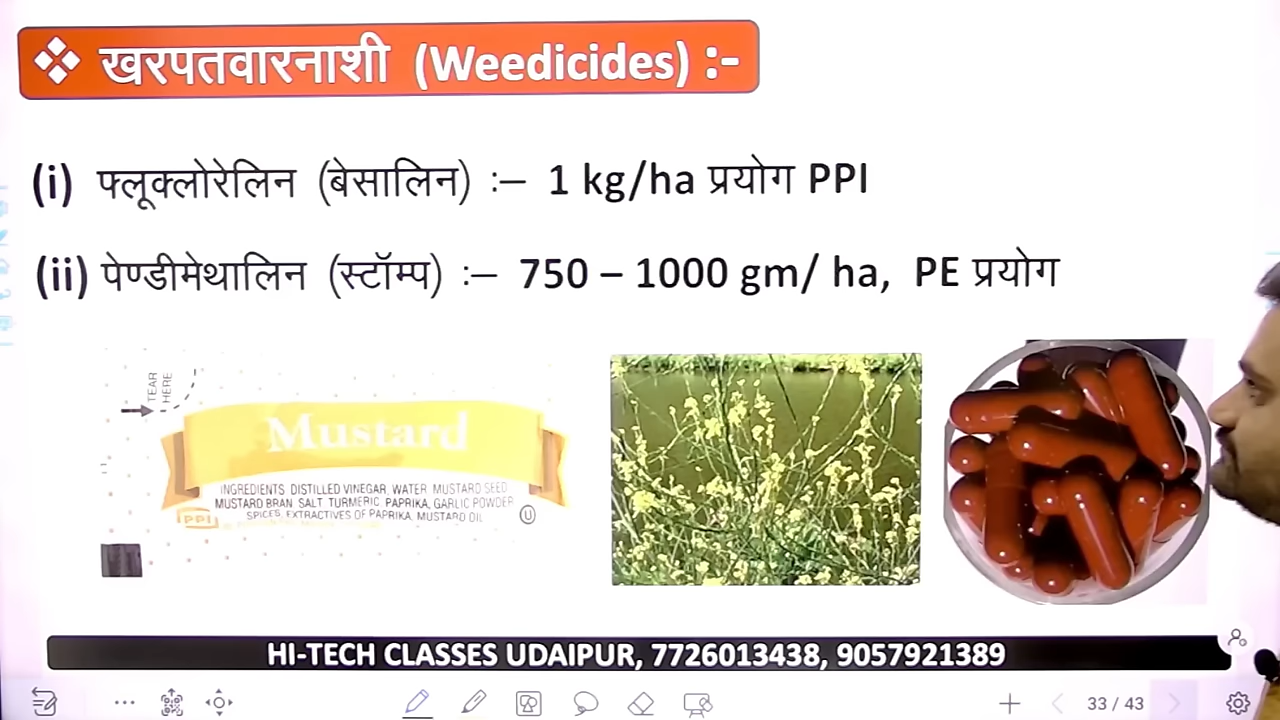 ❖ खरपतवारनाशी (Weedicides) :-
(i) फ्लूक्लोरेलिन (बेसालिन) :– 1 kg/ha प्रयोग PPI
(ii) पेण्डीमेथालिन (स्टॉम्प) :– 750 – 1000 gm/ ha, PE प्रयोग
TEAR
HERE
Mustard
INGREDIENTS DISTILLED VINEGAR, WATER MUSTARD SEED
MUSTARD BRAN SALT TURMERIC PAPRIKA, GARLIC POWDER
SPICES, EXTRACTIVES OF PAPRIKA, MUSTARD OIL
PPI
U
HI-TECH CLASSES UDAIPUR, 7726013438, 9057921389
33 / 43